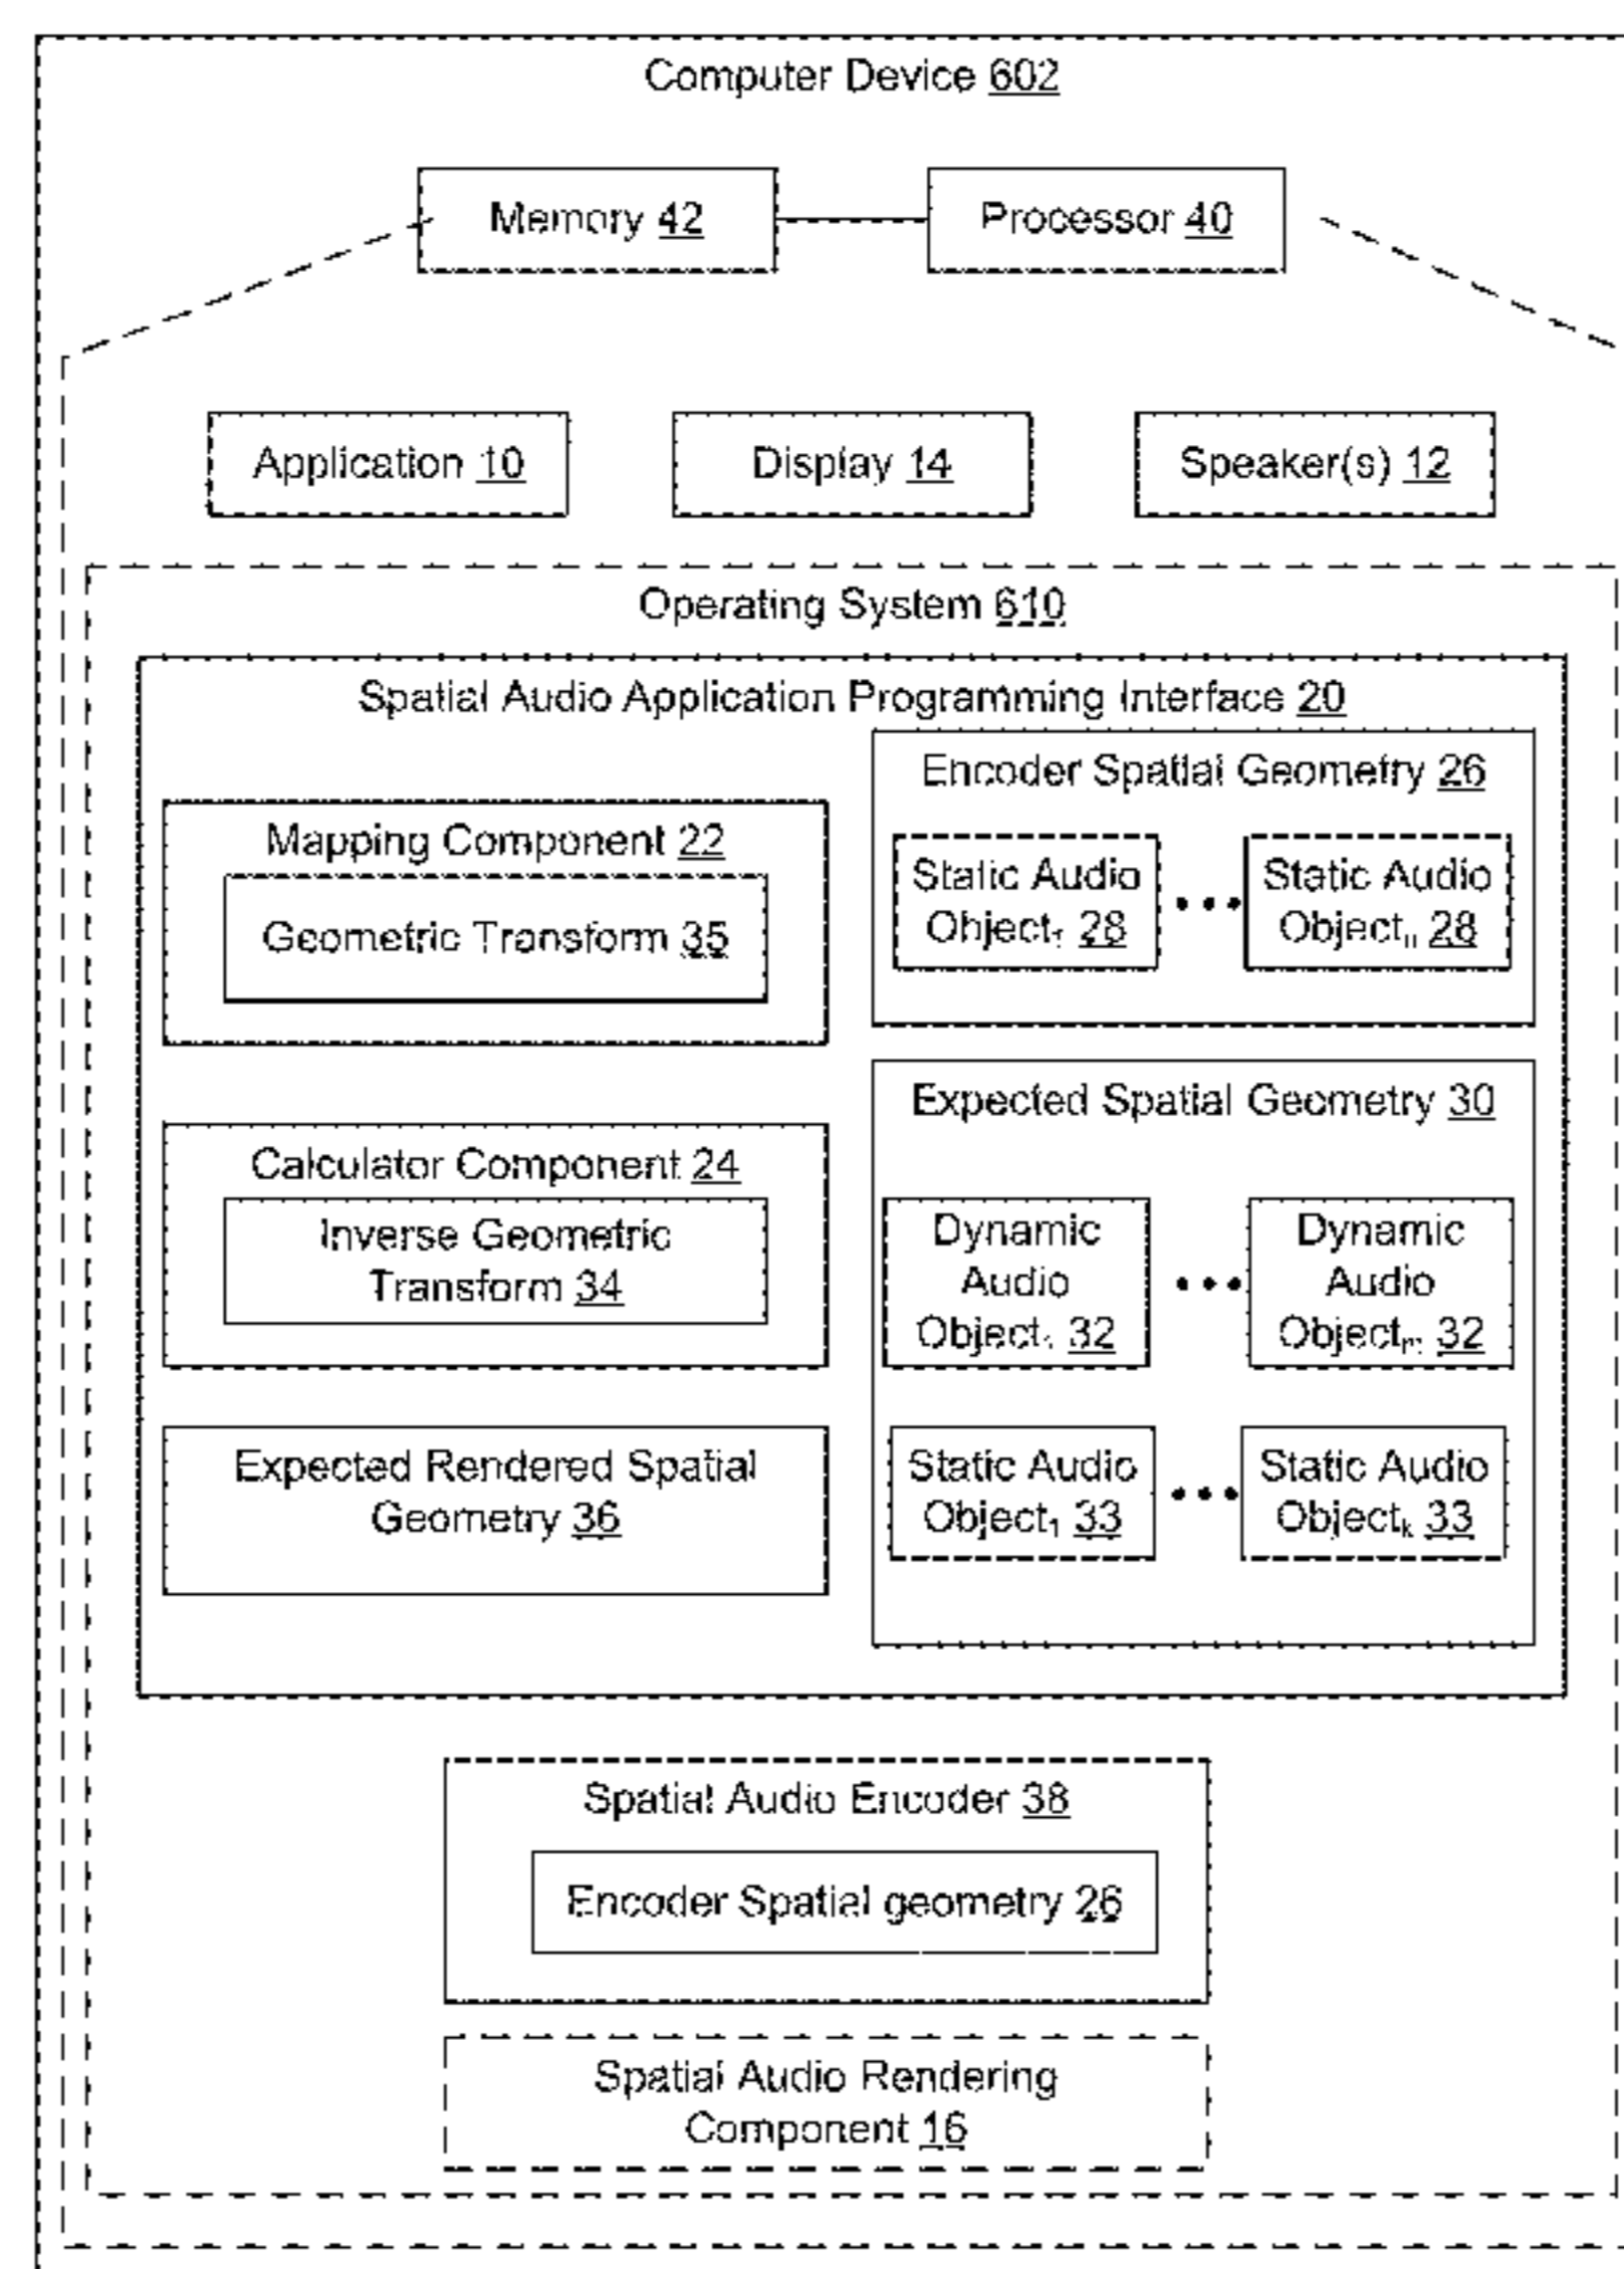 Computer Device 602
Memory 42
Processor 40
Application 10
Display 14
Speaker(s) 12
Operating System 610
Spatial Audio Application Programming Interface 20
Mapping Component 22
Geometric Transform 35
Encoder Spatial Geometry 26
Static Audio
Object₁ 28
Static Audio
Objectₙ 28
Calculator Component 24
Inverse Geometric
Transform 34
Expected Spatial Geometry 30
Dynamic
Audio
Object₁ 32
Dynamic
Audio
Objectₘ 32
Expected Rendered Spatial
Geometry 36
Static Audio
Object₁ 33
Static Audio
Objectₖ 33
Spatial Audio Encoder 38
Encoder Spatial geometry 26
Spatial Audio Rendering
Component 16